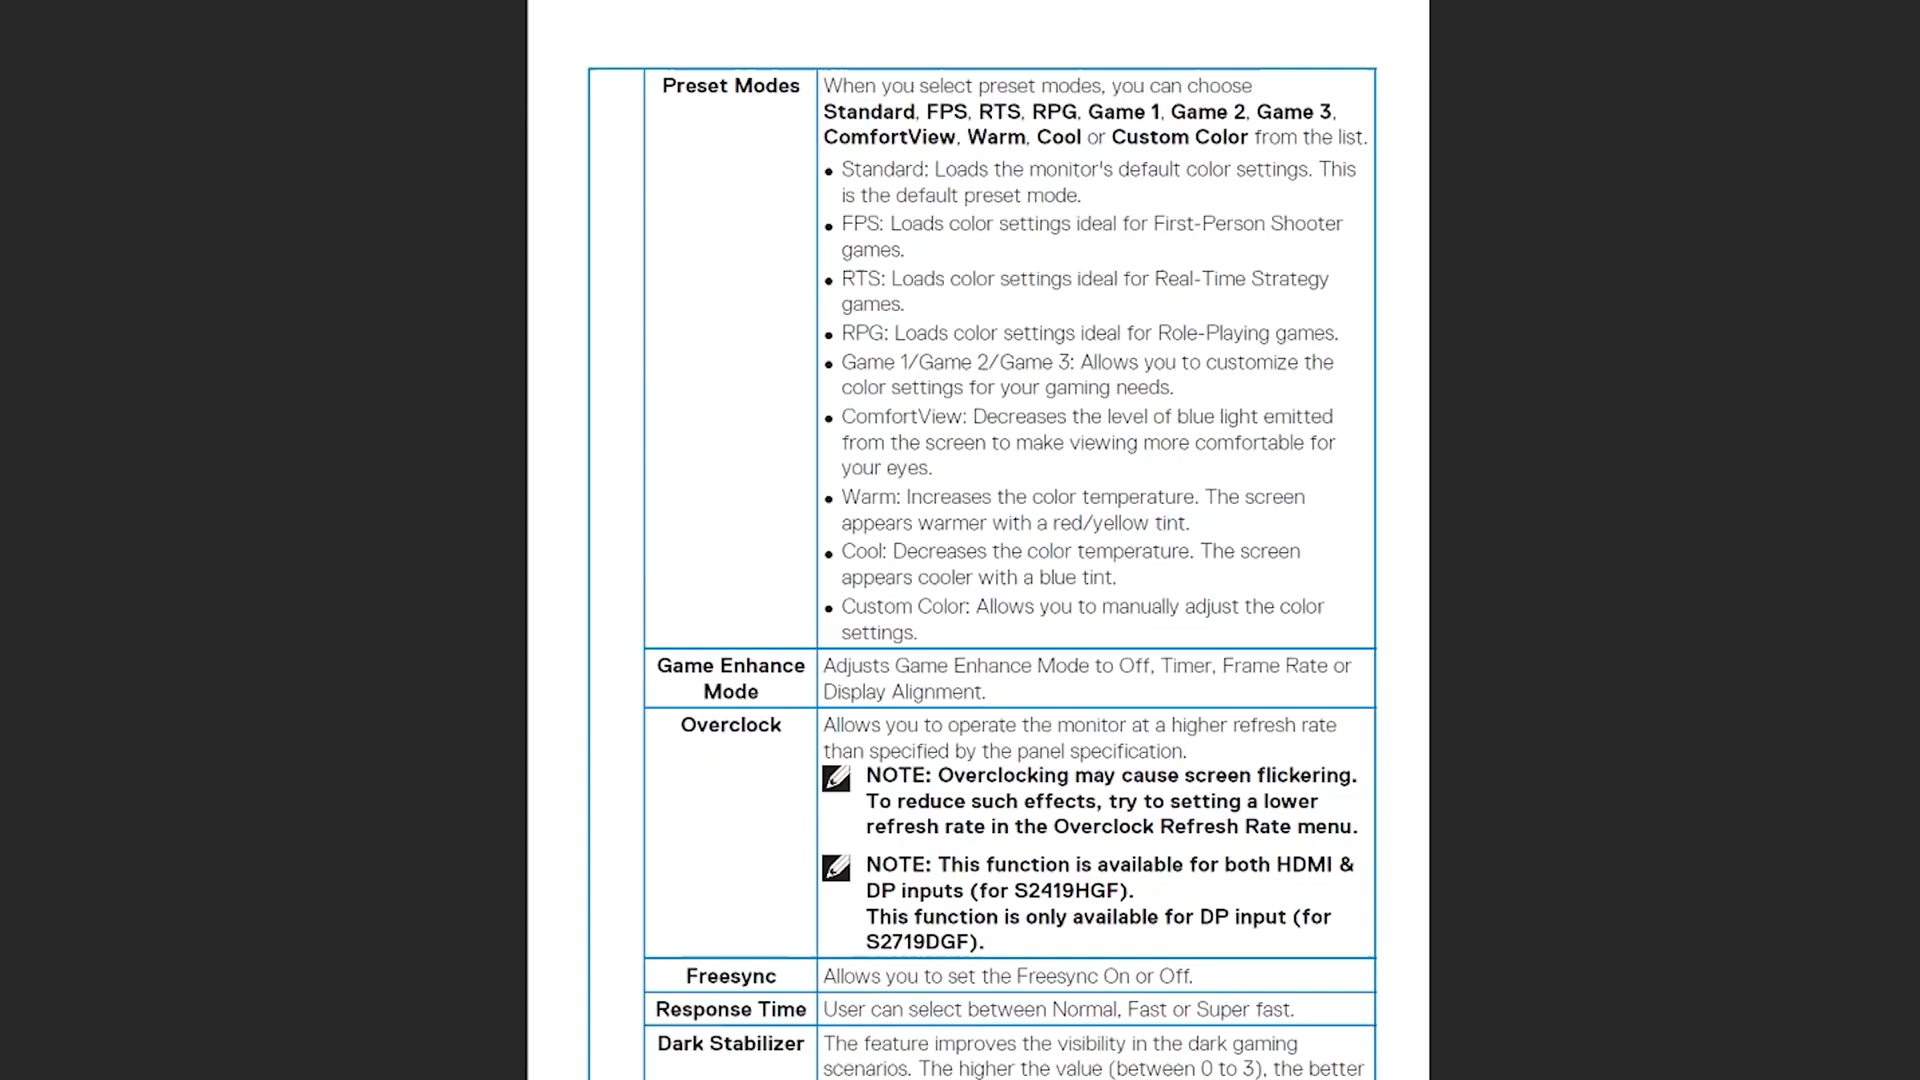 Preset Modes
When you select preset modes, you can choose
Standard, FPS, RTS, RPG, Game 1, Game 2, Game 3,
ComfortView, Warm, Cool or Custom Color from the list.
• Standard: Loads the monitor's default color settings. This
is the default preset mode.
• FPS: Loads color settings ideal for First-Person Shooter
games.
• RTS: Loads color settings ideal for Real-Time Strategy
games.
• RPG: Loads color settings ideal for Role-Playing games.
• Game 1/Game 2/Game 3: Allows you to customize the
color settings for your gaming needs.
• ComfortView: Decreases the level of blue light emitted
from the screen to make viewing more comfortable for
your eyes.
• Warm: Increases the color temperature. The screen
appears warmer with a red/yellow tint.
• Cool: Decreases the color temperature. The screen
appears cooler with a blue tint.
• Custom Color: Allows you to manually adjust the color
settings.
Game Enhance
Mode
Adjusts Game Enhance Mode to Off, Timer, Frame Rate or
Display Alignment.
Overclock
Allows you to operate the monitor at a higher refresh rate
than specified by the panel specification.
NOTE: Overclocking may cause screen flickering.
To reduce such effects, try to setting a lower
refresh rate in the Overclock Refresh Rate menu.
NOTE: This function is available for both HDMI &
DP inputs (for S2419HGF).
This function is only available for DP input (for
S2719DGF).
Freesync
Allows you to set the Freesync On or Off.
Response Time
User can select between Normal, Fast or Super fast.
Dark Stabilizer
The feature improves the visibility in the dark gaming
scenarios. The higher the value (between 0 to 3), the better